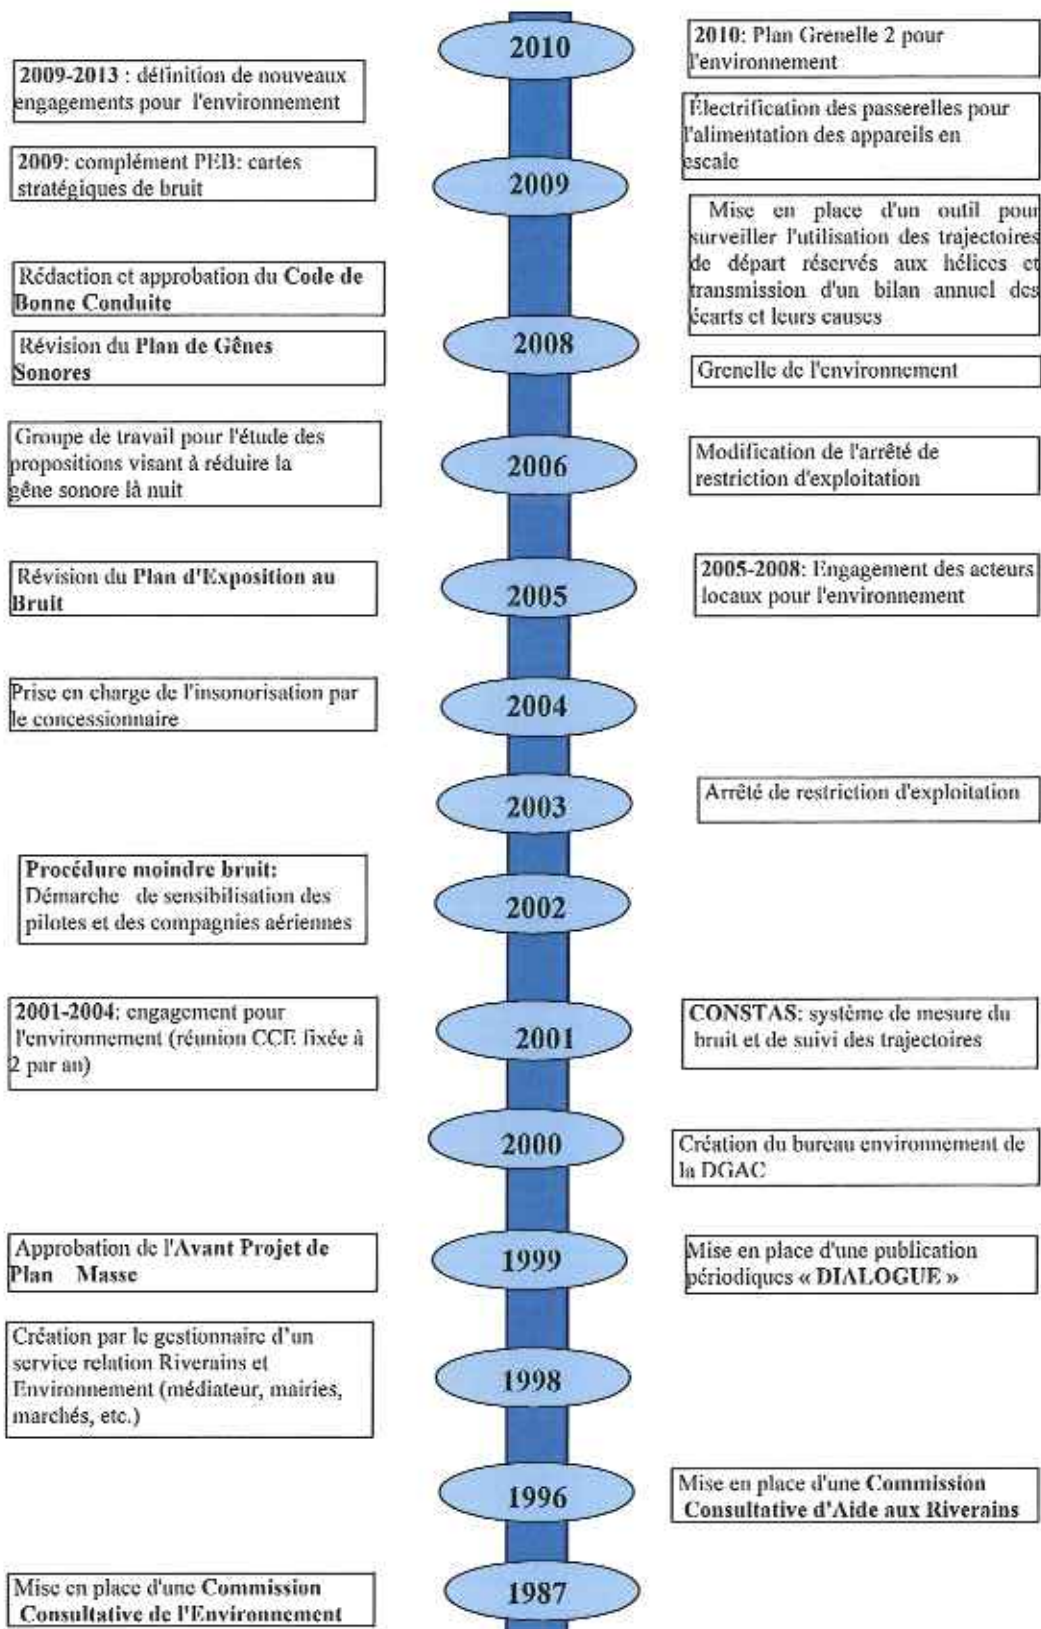 2010
2010: Plan Grenelle 2 pour
l'environnement
2009-2013 : définition de nouveaux
engagements pour l'environnement
Électrification des passerelles pour
l'alimentation des appareils en
escale
2009: complément PEB: cartes
stratégiques de bruit
2009
Mise en place d'un outil pour
surveiller l'utilisation des trajectoires
de départ réservés aux hélices et
transmission d'un bilan annuel des
écarts et leurs causes
Rédaction et approbation du Code de
Bonne Conduite
2008
Révision du Plan de Gênes
Sonores
Grenelle de l'environnement
Groupe de travail pour l'étude des
propositions visant à réduire la
gêne sonore là nuit
2006
Modification de l'arrêté de
restriction d'exploitation
Révision du Plan d'Exposition au
Bruit
2005
2005-2008: Engagement des acteurs
locaux pour l'environnement
Prise en charge de l'insonorisation par
le concessionnaire
2004
2003
Arrêté de restriction d'exploitation
Procédure moindre bruit:
Démarche de sensibilisation des
pilotes et des compagnies aériennes
2002
2001-2004: engagement pour
l'environnement (réunion CCE fixée à
2 par an)
2001
CONSTAS: système de mesure du
bruit et de suivi des trajectoires
2000
Création du bureau environnement de
la DGAC
Approbation de l'Avant Projet de
Plan Masse
1999
Mise en place d'une publication
périodiques « DIALOGUE »
Création par le gestionnaire d'un
service relation Riverains et
Environnement (médiateur, mairies,
marchés, etc.)
1998
1996
Mise en place d'une Commission
Consultative d'Aide aux Riverains
Mise en place d'une Commission
Consultative de l'Environnement
1987